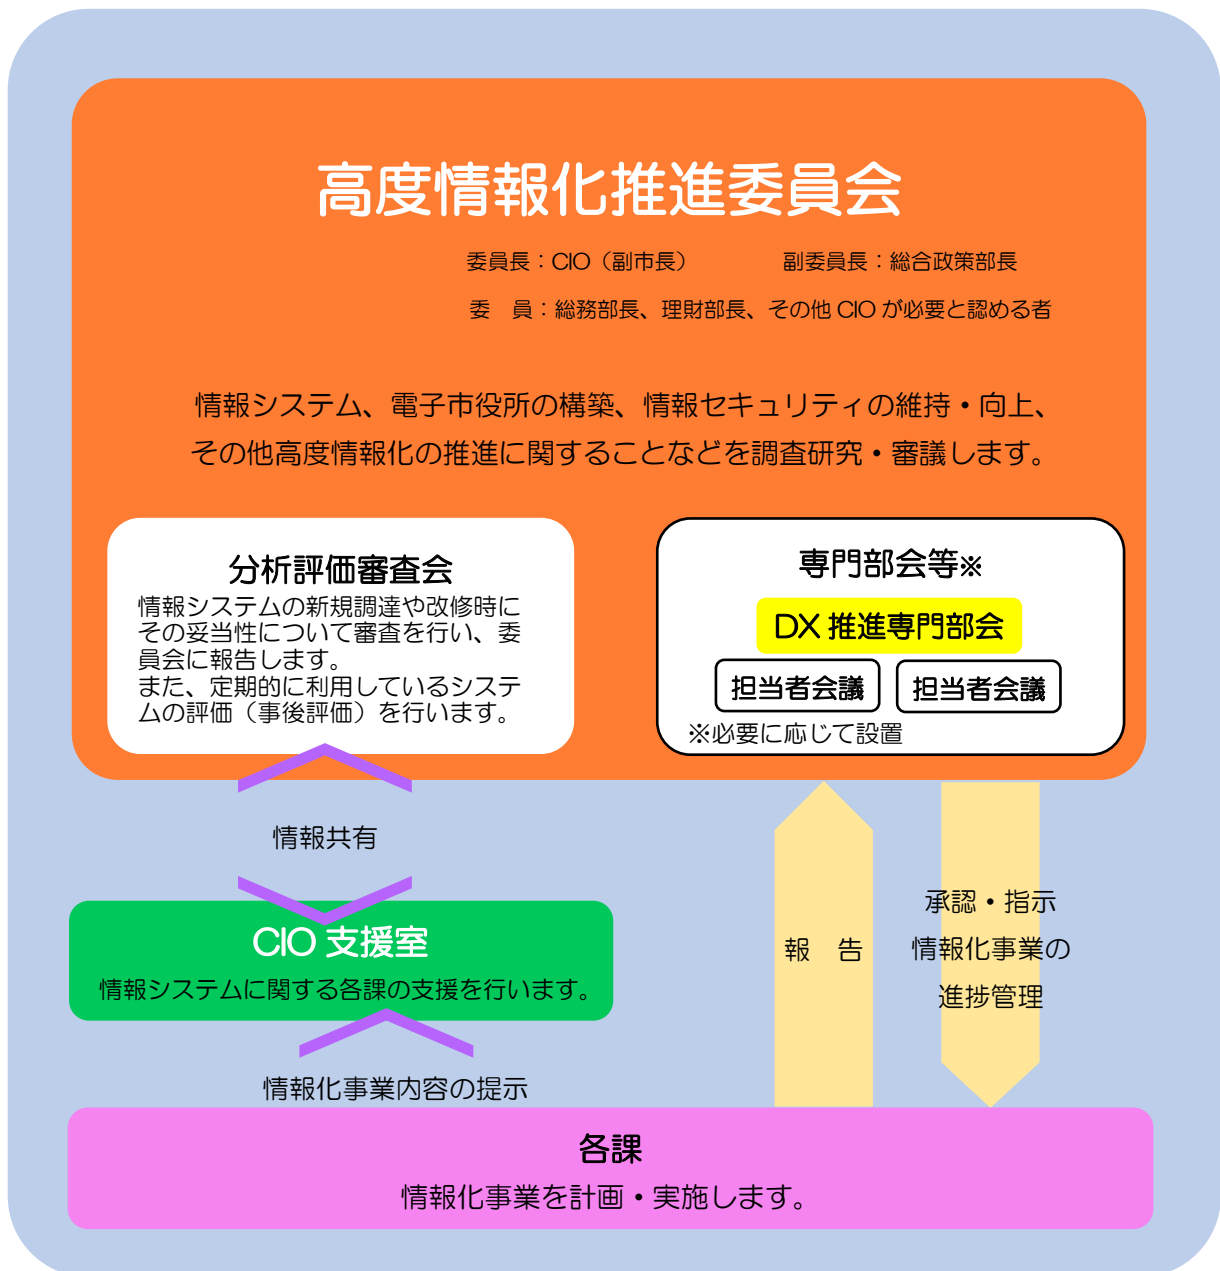 高度情報化推進委員会
委員長：CIO（副市長）　　　副委員長：総合政策部長
委　員：総務部長、理財部長、その他 CIO が必要と認める者
情報システム、電子市役所の構築、情報セキュリティの維持・向上、
その他高度情報化の推進に関することなどを調査研究・審議します。
分析評価審査会
情報システムの新規調達や改修時に
その妥当性について審査を行い、委
員会に報告します。
また、定期的に利用しているシステ
ムの評価（事後評価）を行います。
専門部会等※
DX 推進専門部会
担当者会議
担当者会議
※必要に応じて設置
情報共有
CIO 支援室
情報システムに関する各課の支援を行います。
情報化事業内容の提示
報　告
承認・指示
情報化事業の
進捗管理
各課
情報化事業を計画・実施します。